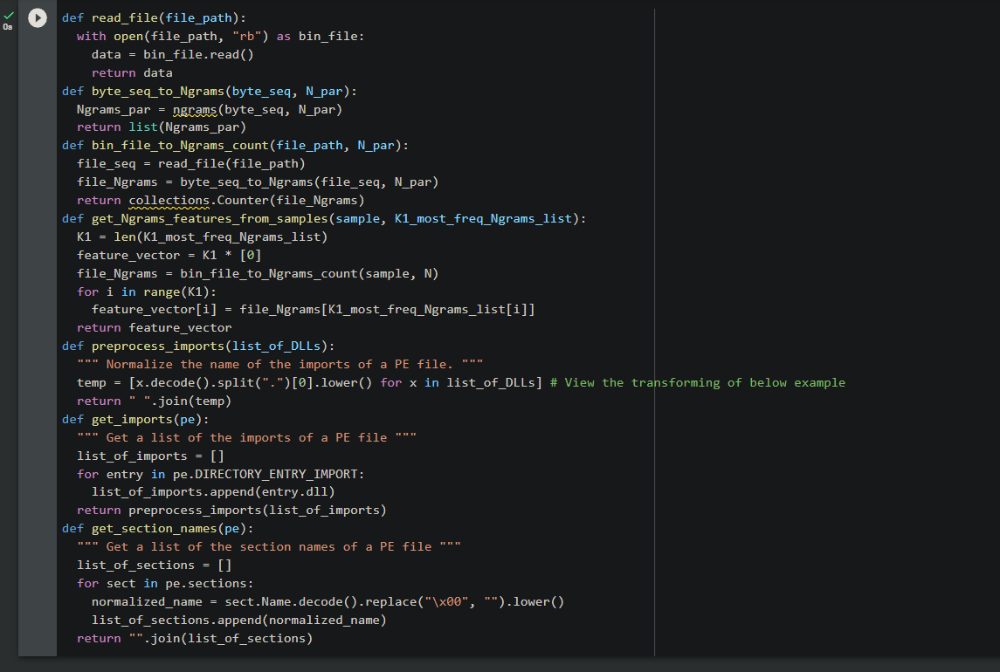 0s
def read_file(file_path):
  with open(file_path, "rb") as bin_file:
    data = bin_file.read()
    return data
def byte_seq_to_Ngrams(byte_seq, N_par):
  Ngrams_par = ngrams(byte_seq, N_par)
  return list(Ngrams_par)
def bin_file_to_Ngrams_count(file_path, N_par):
  file_seq = read_file(file_path)
  file_Ngrams = byte_seq_to_Ngrams(file_seq, N_par)
  return collections.Counter(file_Ngrams)
def get_Ngrams_features_from_samples(sample, K1_most_freq_Ngrams_list):
  K1 = len(K1_most_freq_Ngrams_list)
  feature_vector = K1 * [0]
  file_Ngrams = bin_file_to_Ngrams_count(sample, N)
  for i in range(K1):
    feature_vector[i] = file_Ngrams[K1_most_freq_Ngrams_list[i]]
  return feature_vector
def preprocess_imports(list_of_DLLs):
  """ Normalize the name of the imports of a PE file. """
  temp = [x.decode().split(".")[0].lower() for x in list_of_DLLs] # View the transforming of below example
  return " ".join(temp)
def get_imports(pe):
  """ Get a list of the imports of a PE file """
  list_of_imports = []
  for entry in pe.DIRECTORY_ENTRY_IMPORT:
    list_of_imports.append(entry.dll)
  return preprocess_imports(list_of_imports)
def get_section_names(pe):
  """ Get a list of the section names of a PE file """
  list_of_sections = []
  for sect in pe.sections:
    normalized_name = sect.Name.decode().replace("\x00", "").lower()
    list_of_sections.append(normalized_name)
  return "".join(list_of_sections)